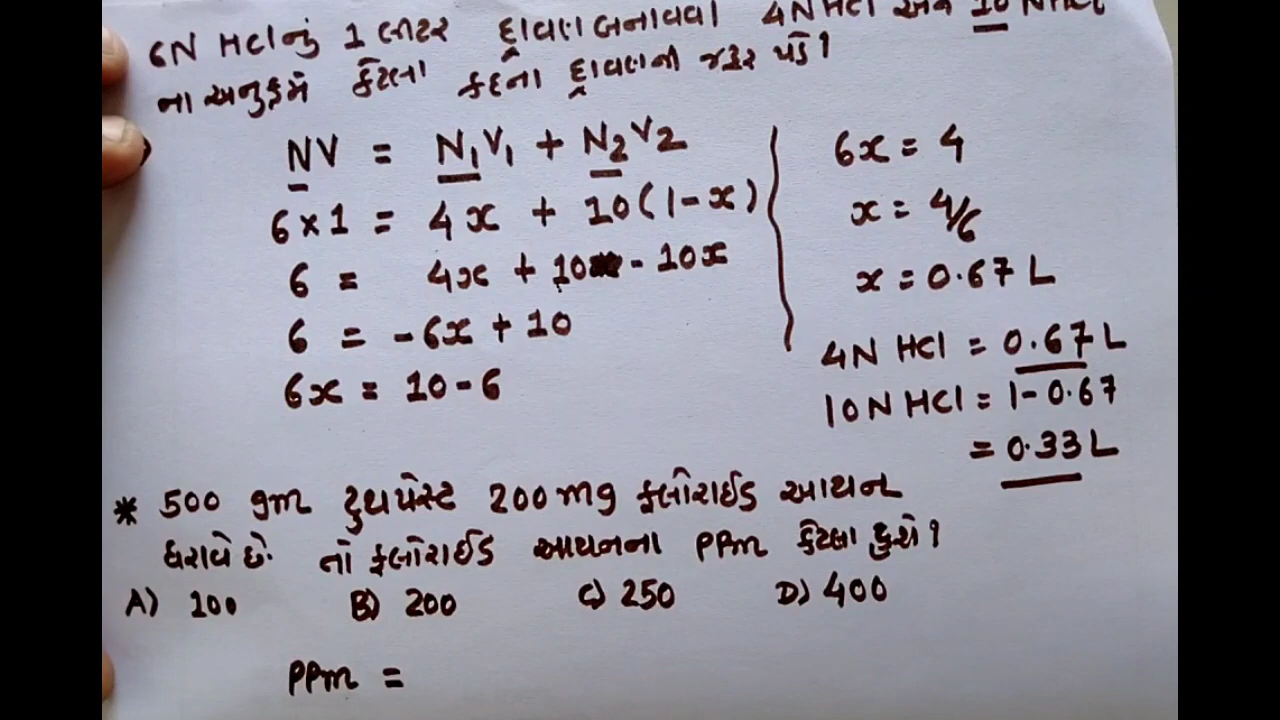 6N HClનું 1 લીટર દ્રાવણ બનાવવા 4N HCl અને 10 N HCl
ના અનુક્રમે કેટલા કદના દ્રાવણની જરૂર પડે?
NV = N₁V₁ + N₂V₂
6×1 = 4x + 10(1-x)
6 = 4x + 10 - 10x
6 = -6x + 10
6x = 10-6
6x = 4
x = 4/6
x = 0.67 L
4N HCl = 0.67 L
10N HCl = 1-0.67
= 0.33 L
* 500 gm ટુથપેસ્ટ 200mg ફ્લોરાઈડ આયન
ધરાવે છે. તો ફ્લોરાઈડ આયનના PPm કેટલા હશે?
A) 100 B) 200 C) 250 D) 400
PPm =